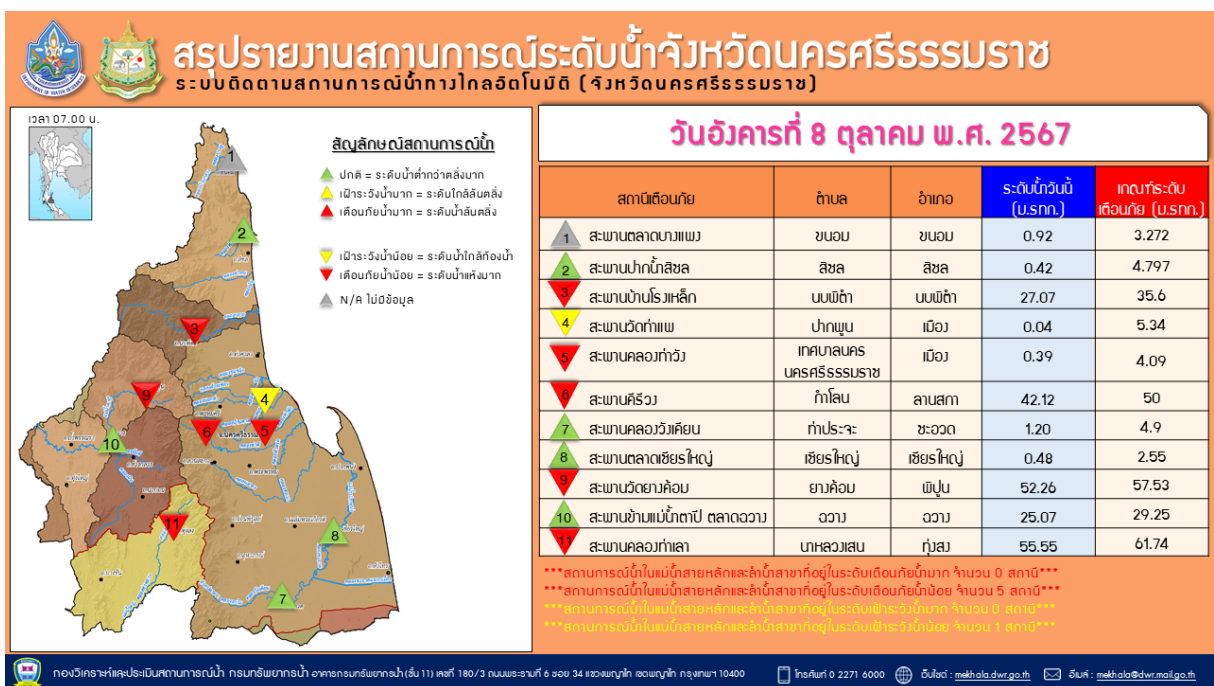 สรุปรายงานสถานการณ์ระดับน้ำจังหวัดนครศรีธรรมราช
ระบบติดตามสถานการณ์น้ำทางไกลอัตโนมัติ (จังหวัดนครศรีธรรมราช)
เวลา 07.00 น.
สัญลักษณ์สถานการณ์น้ำ
ปกติ = ระดับน้ำต่ำกว่าตลิ่งมาก
เฝ้าระวังน้ำมาก = ระดับใกล้ล้นตลิ่ง
เตือนภัยน้ำมาก = ระดับน้ำล้นตลิ่ง
เฝ้าระวังน้ำน้อย = ระดับน้ำใกล้ท้องน้ำ
เตือนภัยน้ำน้อย = ระดับน้ำแห้งมาก
N/A ไม่มีข้อมูล
1
2
3
9
4
6
5
10
11
8
7
วันอังคารที่ 8 ตุลาคม พ.ศ. 2567
สถานีเตือนภัย ตำบล อำเภอ ระดับน้ำวันนี้ (ม.รทก.) เกณฑ์ระดับเตือนภัย (ม.รทก.)
1 สะพานตลาดบางแพง ขนอม ขนอม 0.92 3.272
2 สะพานปากน้ำสิชล สิชล สิชล 0.42 4.797
3 สะพานบ้านโรงเหล็ก นบพิตำ นบพิตำ 27.07 35.6
4 สะพานวัดท่าแพ ปากพูน เมือง 0.04 5.34
5 สะพานคลองท่าวัง เทศบาลนครนครศรีธรรมราช เมือง 0.39 4.09
6 สะพานคีรีวง กำโลน ลานสกา 42.12 50
7 สะพานคลองวังเคียน ท่าประจะ ชะอวด 1.20 4.9
8 สะพานตลาดเชียรใหญ่ เชียรใหญ่ เชียรใหญ่ 0.48 2.55
9 สะพานวัดยางค้อม ยางค้อม พิปูน 52.26 57.53
10 สะพานข้ามแม่น้ำตาปี ตลาดฉวาง ฉวาง ฉวาง 25.07 29.25
11 สะพานคลองท่าเลา นาหลวงเสน ทุ่งสง 55.55 61.74
***สถานการณ์น้ำในแม่น้ำสายหลักและลำน้ำสาขาที่อยู่ในระดับเตือนภัยน้ำมาก จำนวน 0 สถานี***
***สถานการณ์น้ำในแม่น้ำสายหลักและลำน้ำสาขาที่อยู่ในระดับเตือนภัยน้ำน้อย จำนวน 5 สถานี***
***สถานการณ์น้ำในแม่น้ำสายหลักและลำน้ำสาขาที่อยู่ในระดับเฝ้าระวังน้ำมาก จำนวน 0 สถานี***
***สถานการณ์น้ำในแม่น้ำสายหลักและลำน้ำสาขาที่อยู่ในระดับเฝ้าระวังน้ำน้อย จำนวน 1 สถานี***
กองวิเคราะห์และประเมินสถานการณ์น้ำ กรมทรัพยากรน้ำ อาคารกรมทรัพยากรน้ำ (ชั้น 11) เลขที่ 180/3 ถนนพระรามที่ 6 ซอย 34 แขวงพญาไท เขตพญาไท กรุงเทพฯ 10400 โทรศัพท์ 0 2271 6000 เว็บไซต์ : mekhala.dwr.go.th อีเมล์ : mekhala@dwr.mail.go.th